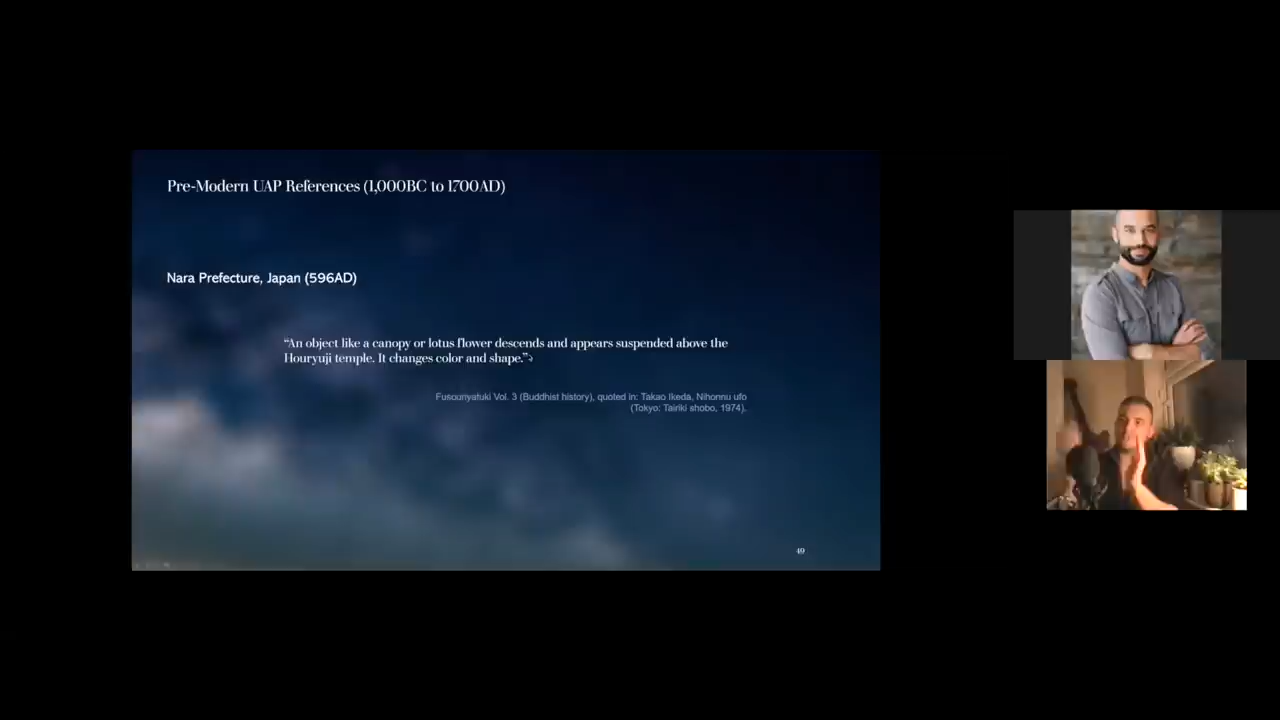 Pre-Modern UAP References (1,000BC to 1700AD)
Nara Prefecture, Japan (596AD)
“An object like a canopy or lotus flower descends and appears suspended above the
Houryuji temple. It changes color and shape.”
Fusounyatuki Vol. 3 (Buddhist history), quoted in: Takao Ikeda, Nihonnu ufo
(Tokyo: Tairiki shobo, 1974).
49